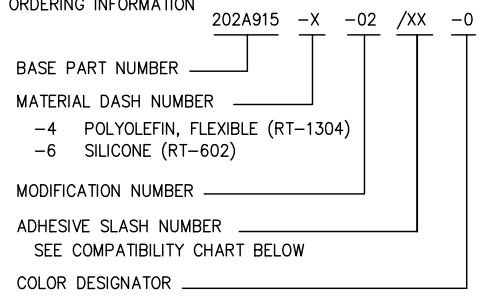 ORDERING INFORMATION
202A915 -X -02 /XX -0
BASE PART NUMBER
MATERIAL DASH NUMBER
-4 POLYOLEFIN, FLEXIBLE (RT-1304)
-6 SILICONE (RT-602)
MODIFICATION NUMBER
ADHESIVE SLASH NUMBER
SEE COMPATIBILITY CHART BELOW
COLOR DESIGNATOR